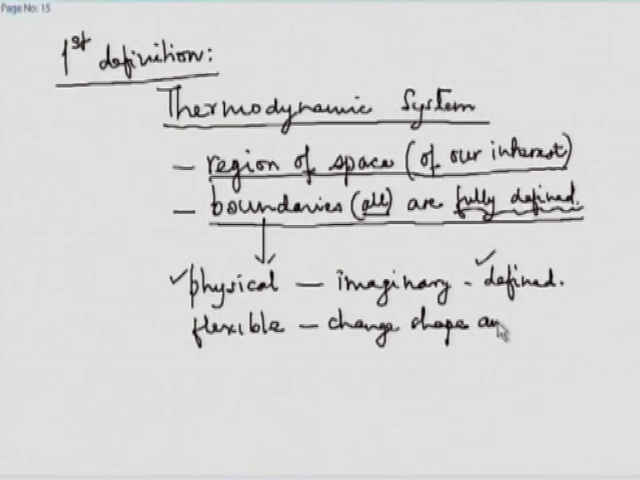 Page No: 15
1st definition:
Thermodynamic System
— region of space (of our interest)
— boundaries (all) are fully defined.
✓physical — imaginary - ✓defined.
flexible — change shape an